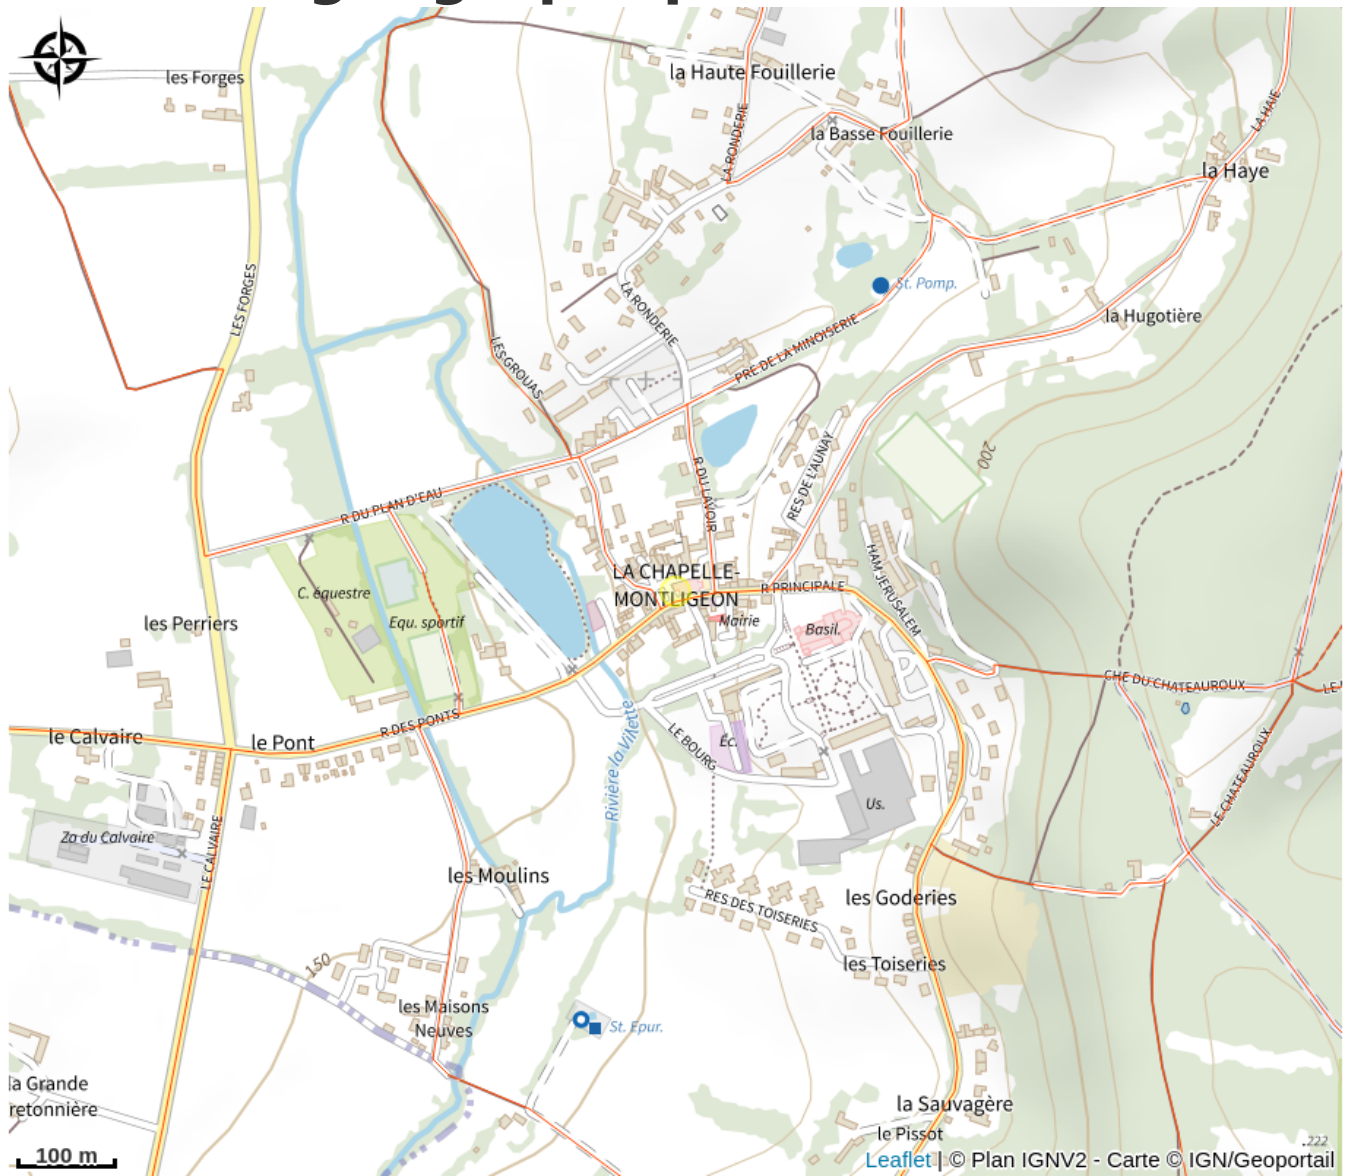 les Forges
la Haute Fouillerie
LA RONDERIE
la Basse Fouillerie
LA HAIE
la Haye
LES FORGES
St. Pomp.
LA RONDERIE
la Hugotière
LES GROUAS
PRE DE LA MINOISERIE
200
R DU PLAN D'EAU
R DU LAVOIR
RES DE L'AUNAY
HAM JERUSALEM
LA CHAPELLE-
MONTLIGEON
R PRINCIPALE
C. équestre
Equ. sportif
les Perriers
Mairie
Basil.
CHE DU CHATEAUROUX
le Calvaire
le Pont
R DES PONTS
Rivière la Villette
LE BOURG
Éc.
LE CHATEAUROUX
Us.
Za du Calvaire
LE CALVAIRE
les Moulins
RES DES TOISERIES
les Goderies
les Toiseries
150
les Maisons
Neuves
St. Epur.
la Grande
retonnière
la Sauvagère
le Pissot
222
100 m
Leaflet | © Plan IGNV2 - Carte © IGN/Geoportail